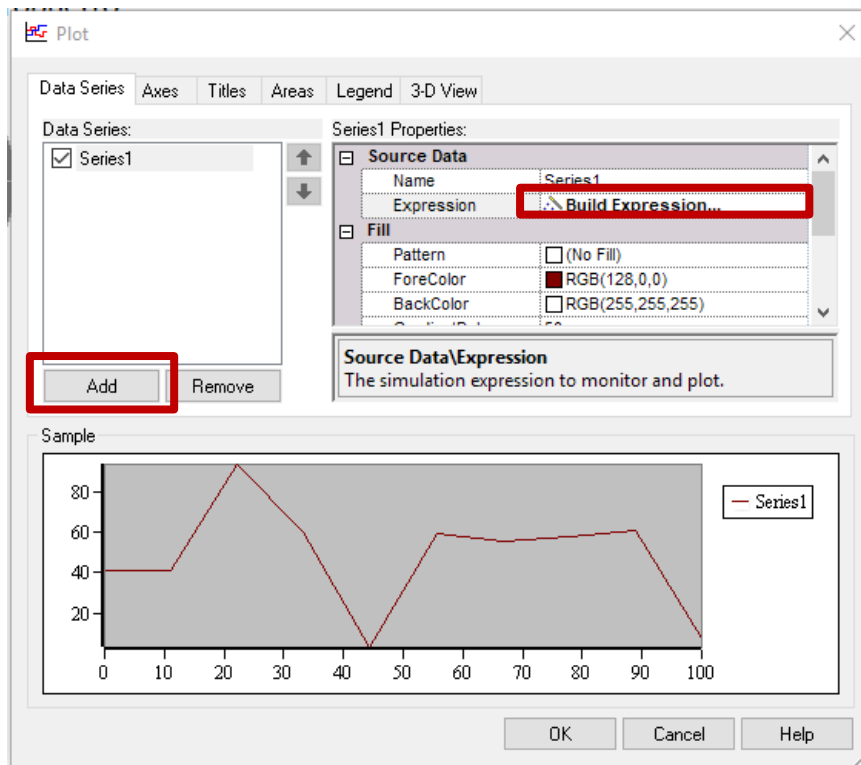 Plot
Data Series Axes Titles Areas Legend 3-D View
Data Series: Series1 Properties:
Series1
Source Data
Name Series1
Expression Build Expression...
Fill
Pattern (No Fill)
ForeColor RGB(128,0,0)
BackColor RGB(255,255,255)
Source Data\Expression
The simulation expression to monitor and plot.
Add Remove
Sample
80
60
40
20
0 10 20 30 40 50 60 70 80 90 100
Series1
OK Cancel Help